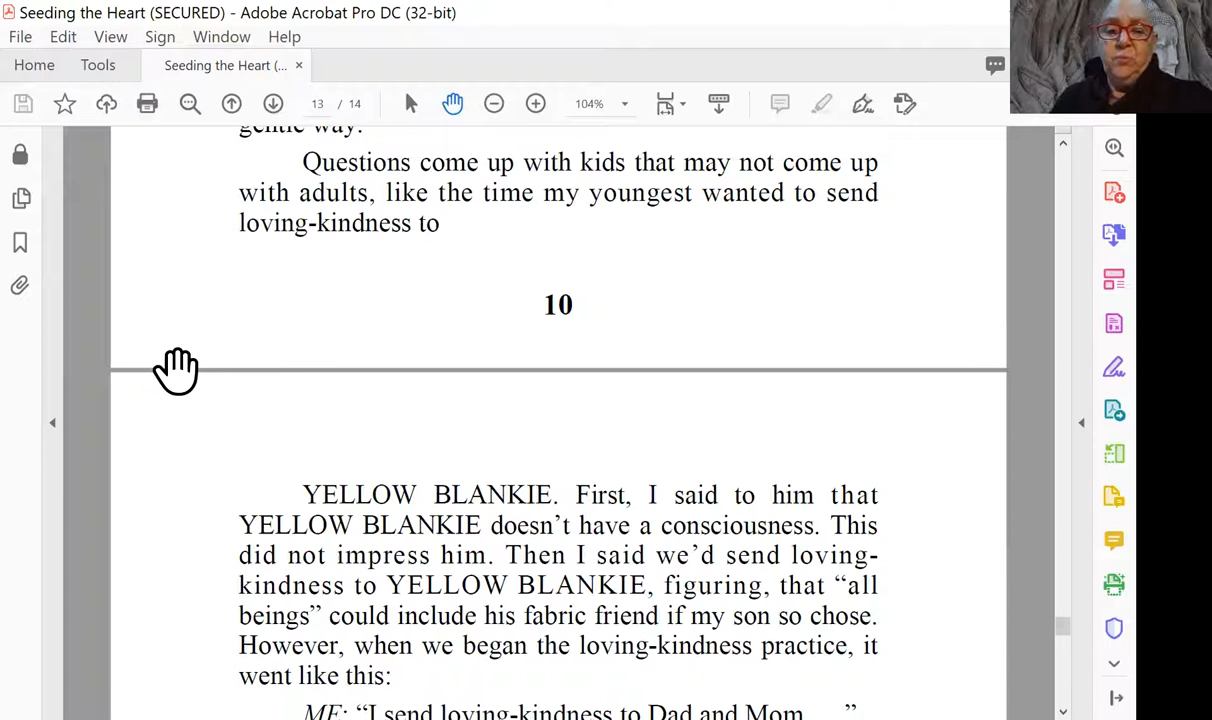 Seeding the Heart (SECURED) - Adobe Acrobat Pro DC (32-bit)
File Edit View Sign Window Help
Home Tools Seeding the Heart (... ×
13 / 14 104%
gentle way.
Questions come up with kids that may not come up
with adults, like the time my youngest wanted to send
loving-kindness to
10
YELLOW BLANKIE. First, I said to him that
YELLOW BLANKIE doesn’t have a consciousness. This
did not impress him. Then I said we’d send loving-
kindness to YELLOW BLANKIE, figuring, that “all
beings” could include his fabric friend if my son so chose.
However, when we began the loving-kindness practice, it
went like this:
ME: “I send loving-kindness to Dad and Mom . . .”